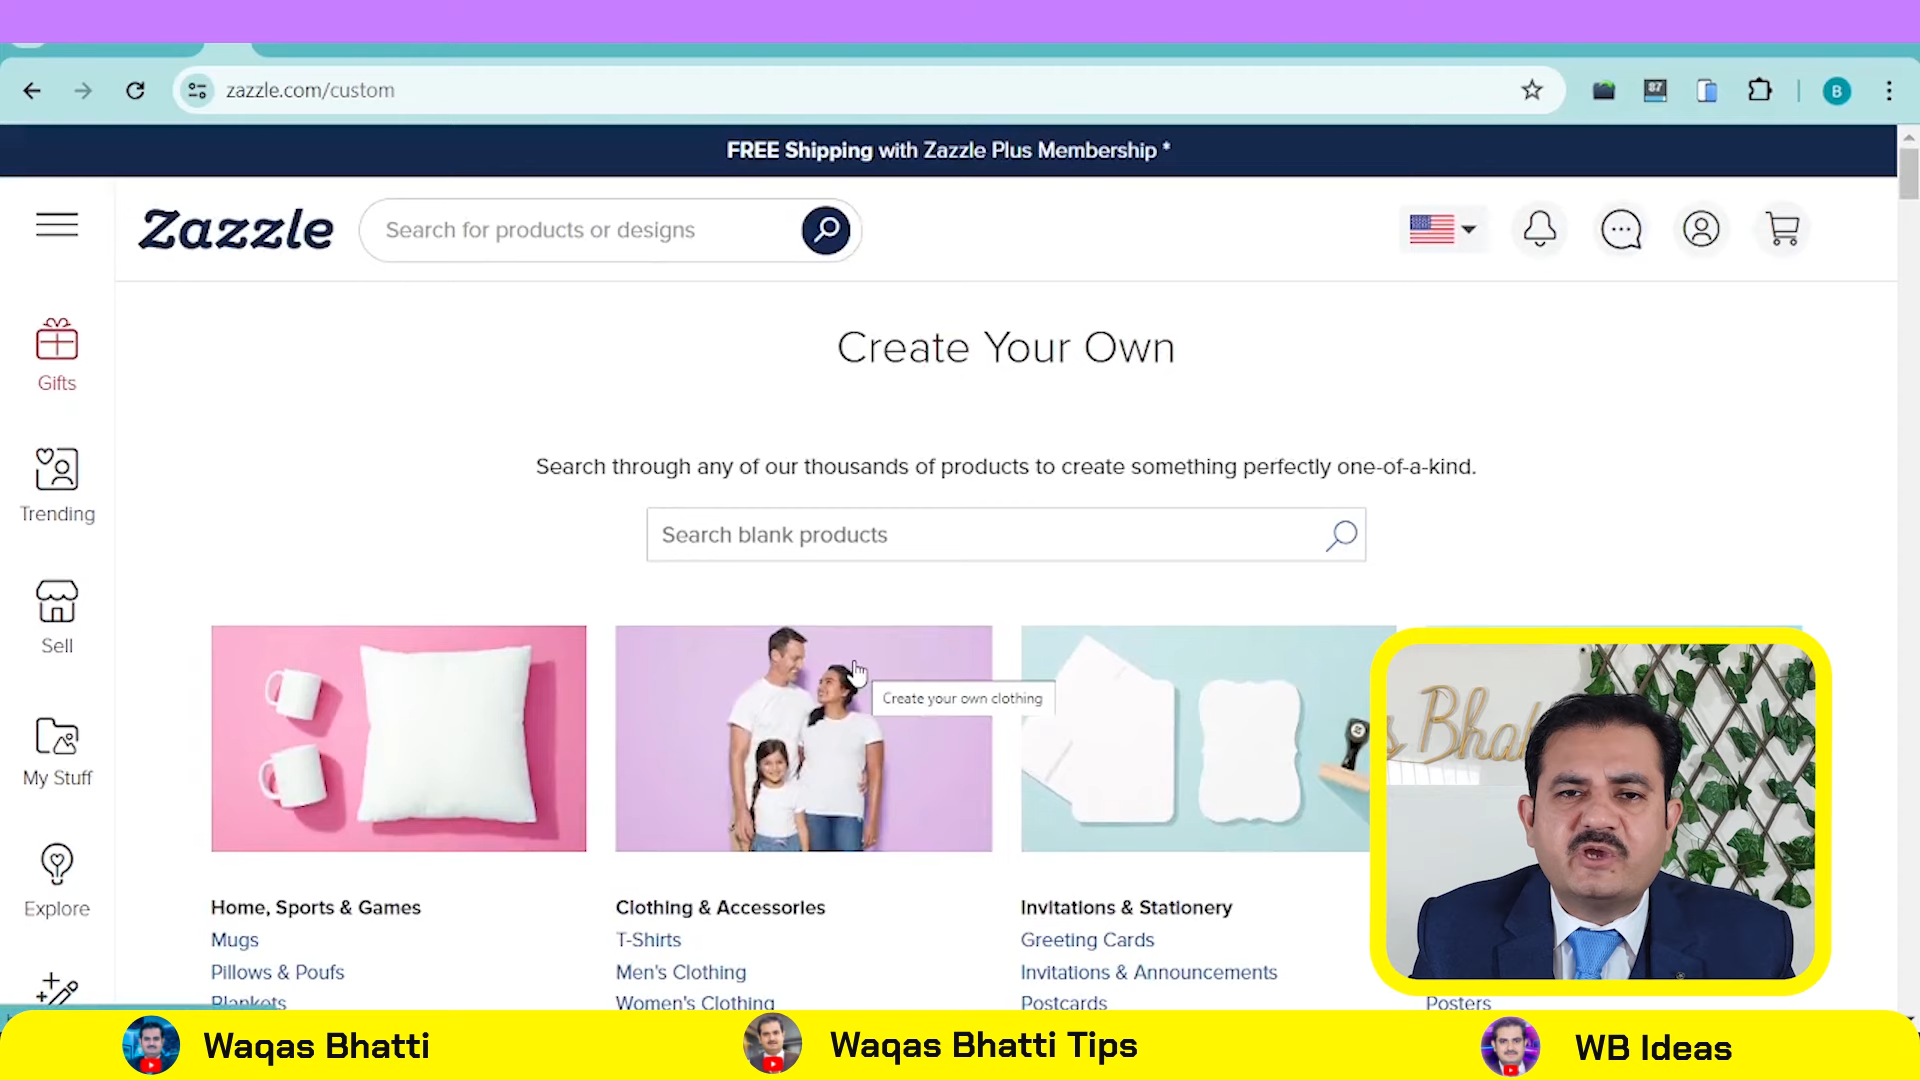 zazzle.com/custom
87
B
FREE Shipping with Zazzle Plus Membership *
Zazzle
Search for products or designs
Gifts
Trending
Sell
My Stuff
Explore
Create Your Own
Search through any of our thousands of products to create something perfectly one-of-a-kind.
Search blank products
Create your own clothing
s Bha
Home, Sports & Games
Mugs
Pillows & Poufs
Blankets
Clothing & Accessories
T-Shirts
Men's Clothing
Women's Clothing
Invitations & Stationery
Greeting Cards
Invitations & Announcements
Postcards
Posters
Waqas Bhatti
Waqas Bhatti Tips
WB Ideas